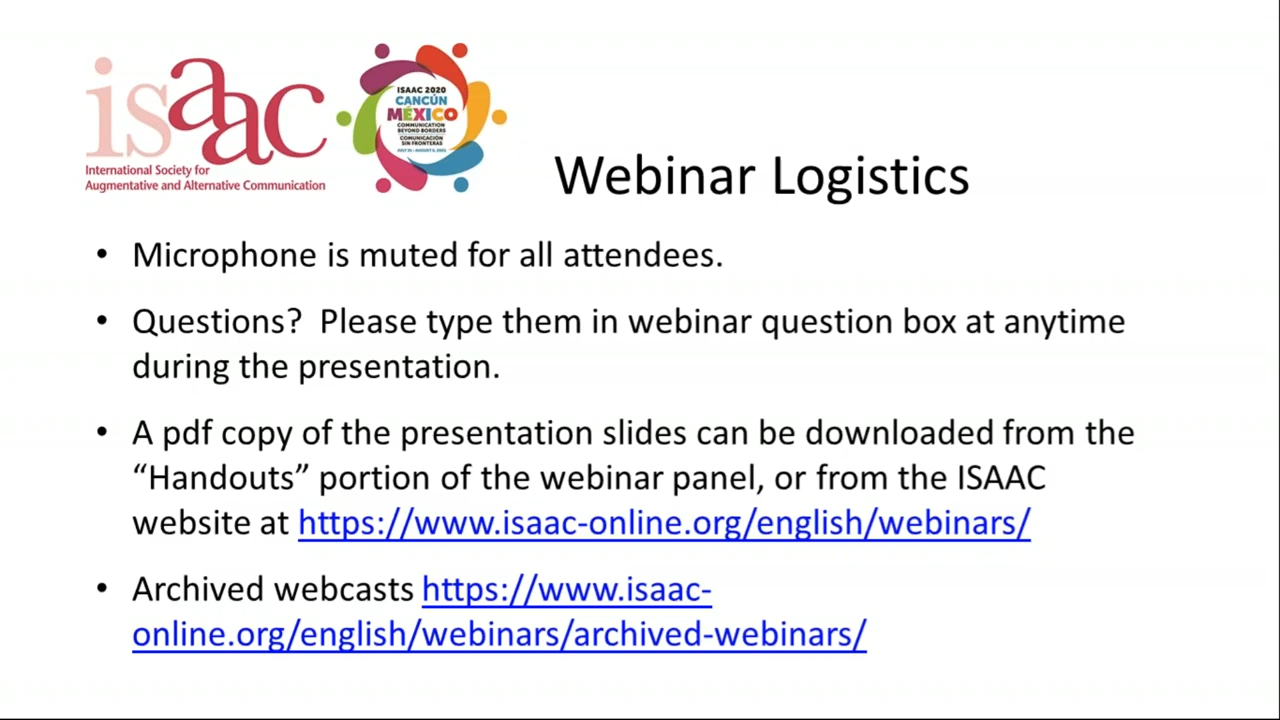 isaac
International Society for
Augmentative and Alternative Communication
ISAAC 2020
CANCÚN
MÉXICO
COMMUNICATION
BEYOND BORDERS
COMUNICACIÓN
SIN FRONTERAS
Webinar Logistics
• Microphone is muted for all attendees.
• Questions?  Please type them in webinar question box at anytime
during the presentation.
• A pdf copy of the presentation slides can be downloaded from the
“Handouts” portion of the webinar panel, or from the ISAAC
website at https://www.isaac-online.org/english/webinars/
• Archived webcasts https://www.isaac-
online.org/english/webinars/archived-webinars/